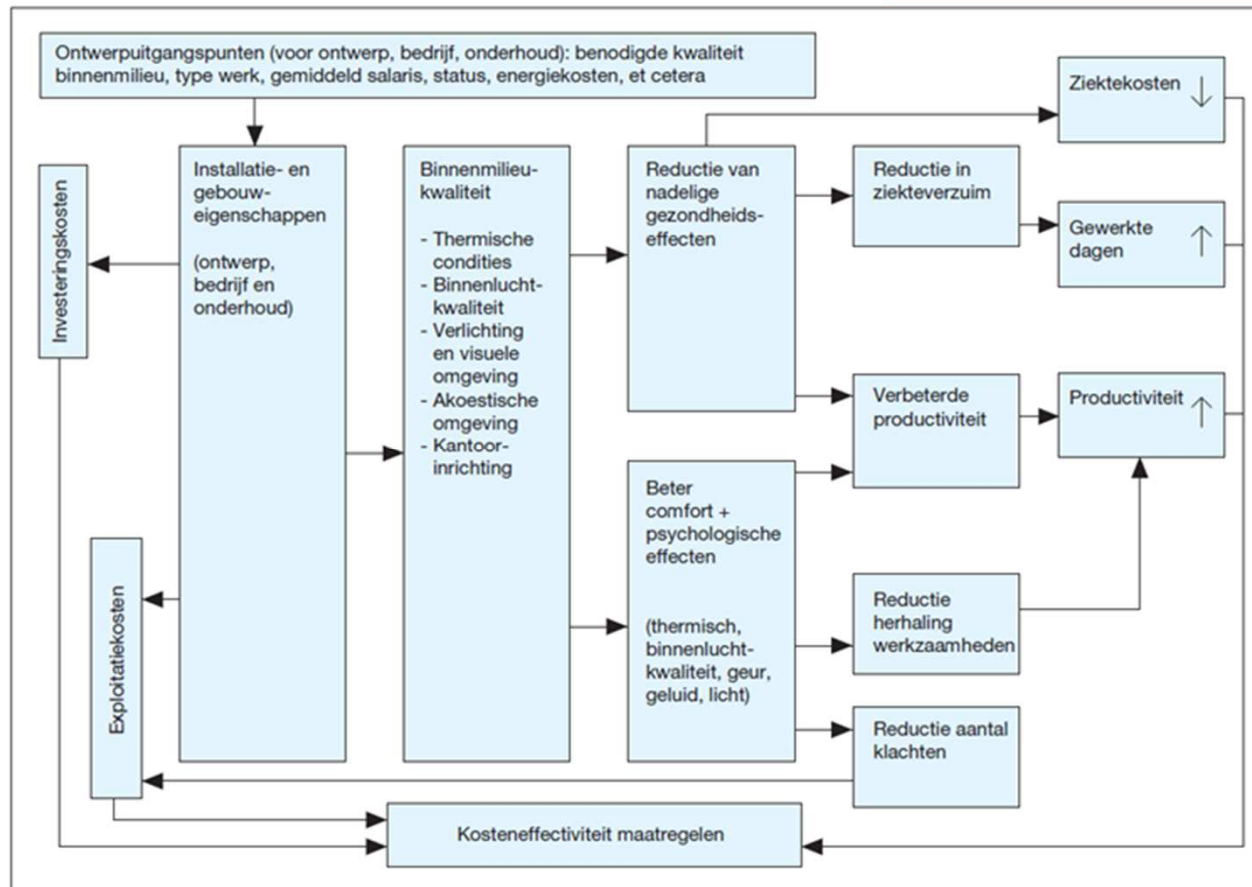 Ontwerpuitgangspunten (voor ontwerp, bedrijf, onderhoud): benodigde kwaliteit
binnenmilieu, type werk, gemiddeld salaris, status, energiekosten, et cetera
Investeringskosten
Exploitatiekosten
Installatie- en
gebouw-
eigenschappen
(ontwerp,
bedrijf en
onderhoud)
Binnenmilieu-
kwaliteit
- Thermische
condities
- Binnenlucht-
kwaliteit
- Verlichting
en visuele
omgeving
- Akoestische
omgeving
- Kantoor-
inrichting
Reductie van
nadelige
gezondheids-
effecten
Beter
comfort +
psychologische
effecten
(thermisch,
binnenlucht-
kwaliteit, geur,
geluid, licht)
Reductie in
ziekteverzuim
Verbeterde
productiviteit
Reductie
herhaling
werkzaamheden
Reductie aantal
klachten
Ziektekosten ↓
Gewerkte
dagen ↑
Productiviteit ↑
Kosteneffectiviteit maatregelen